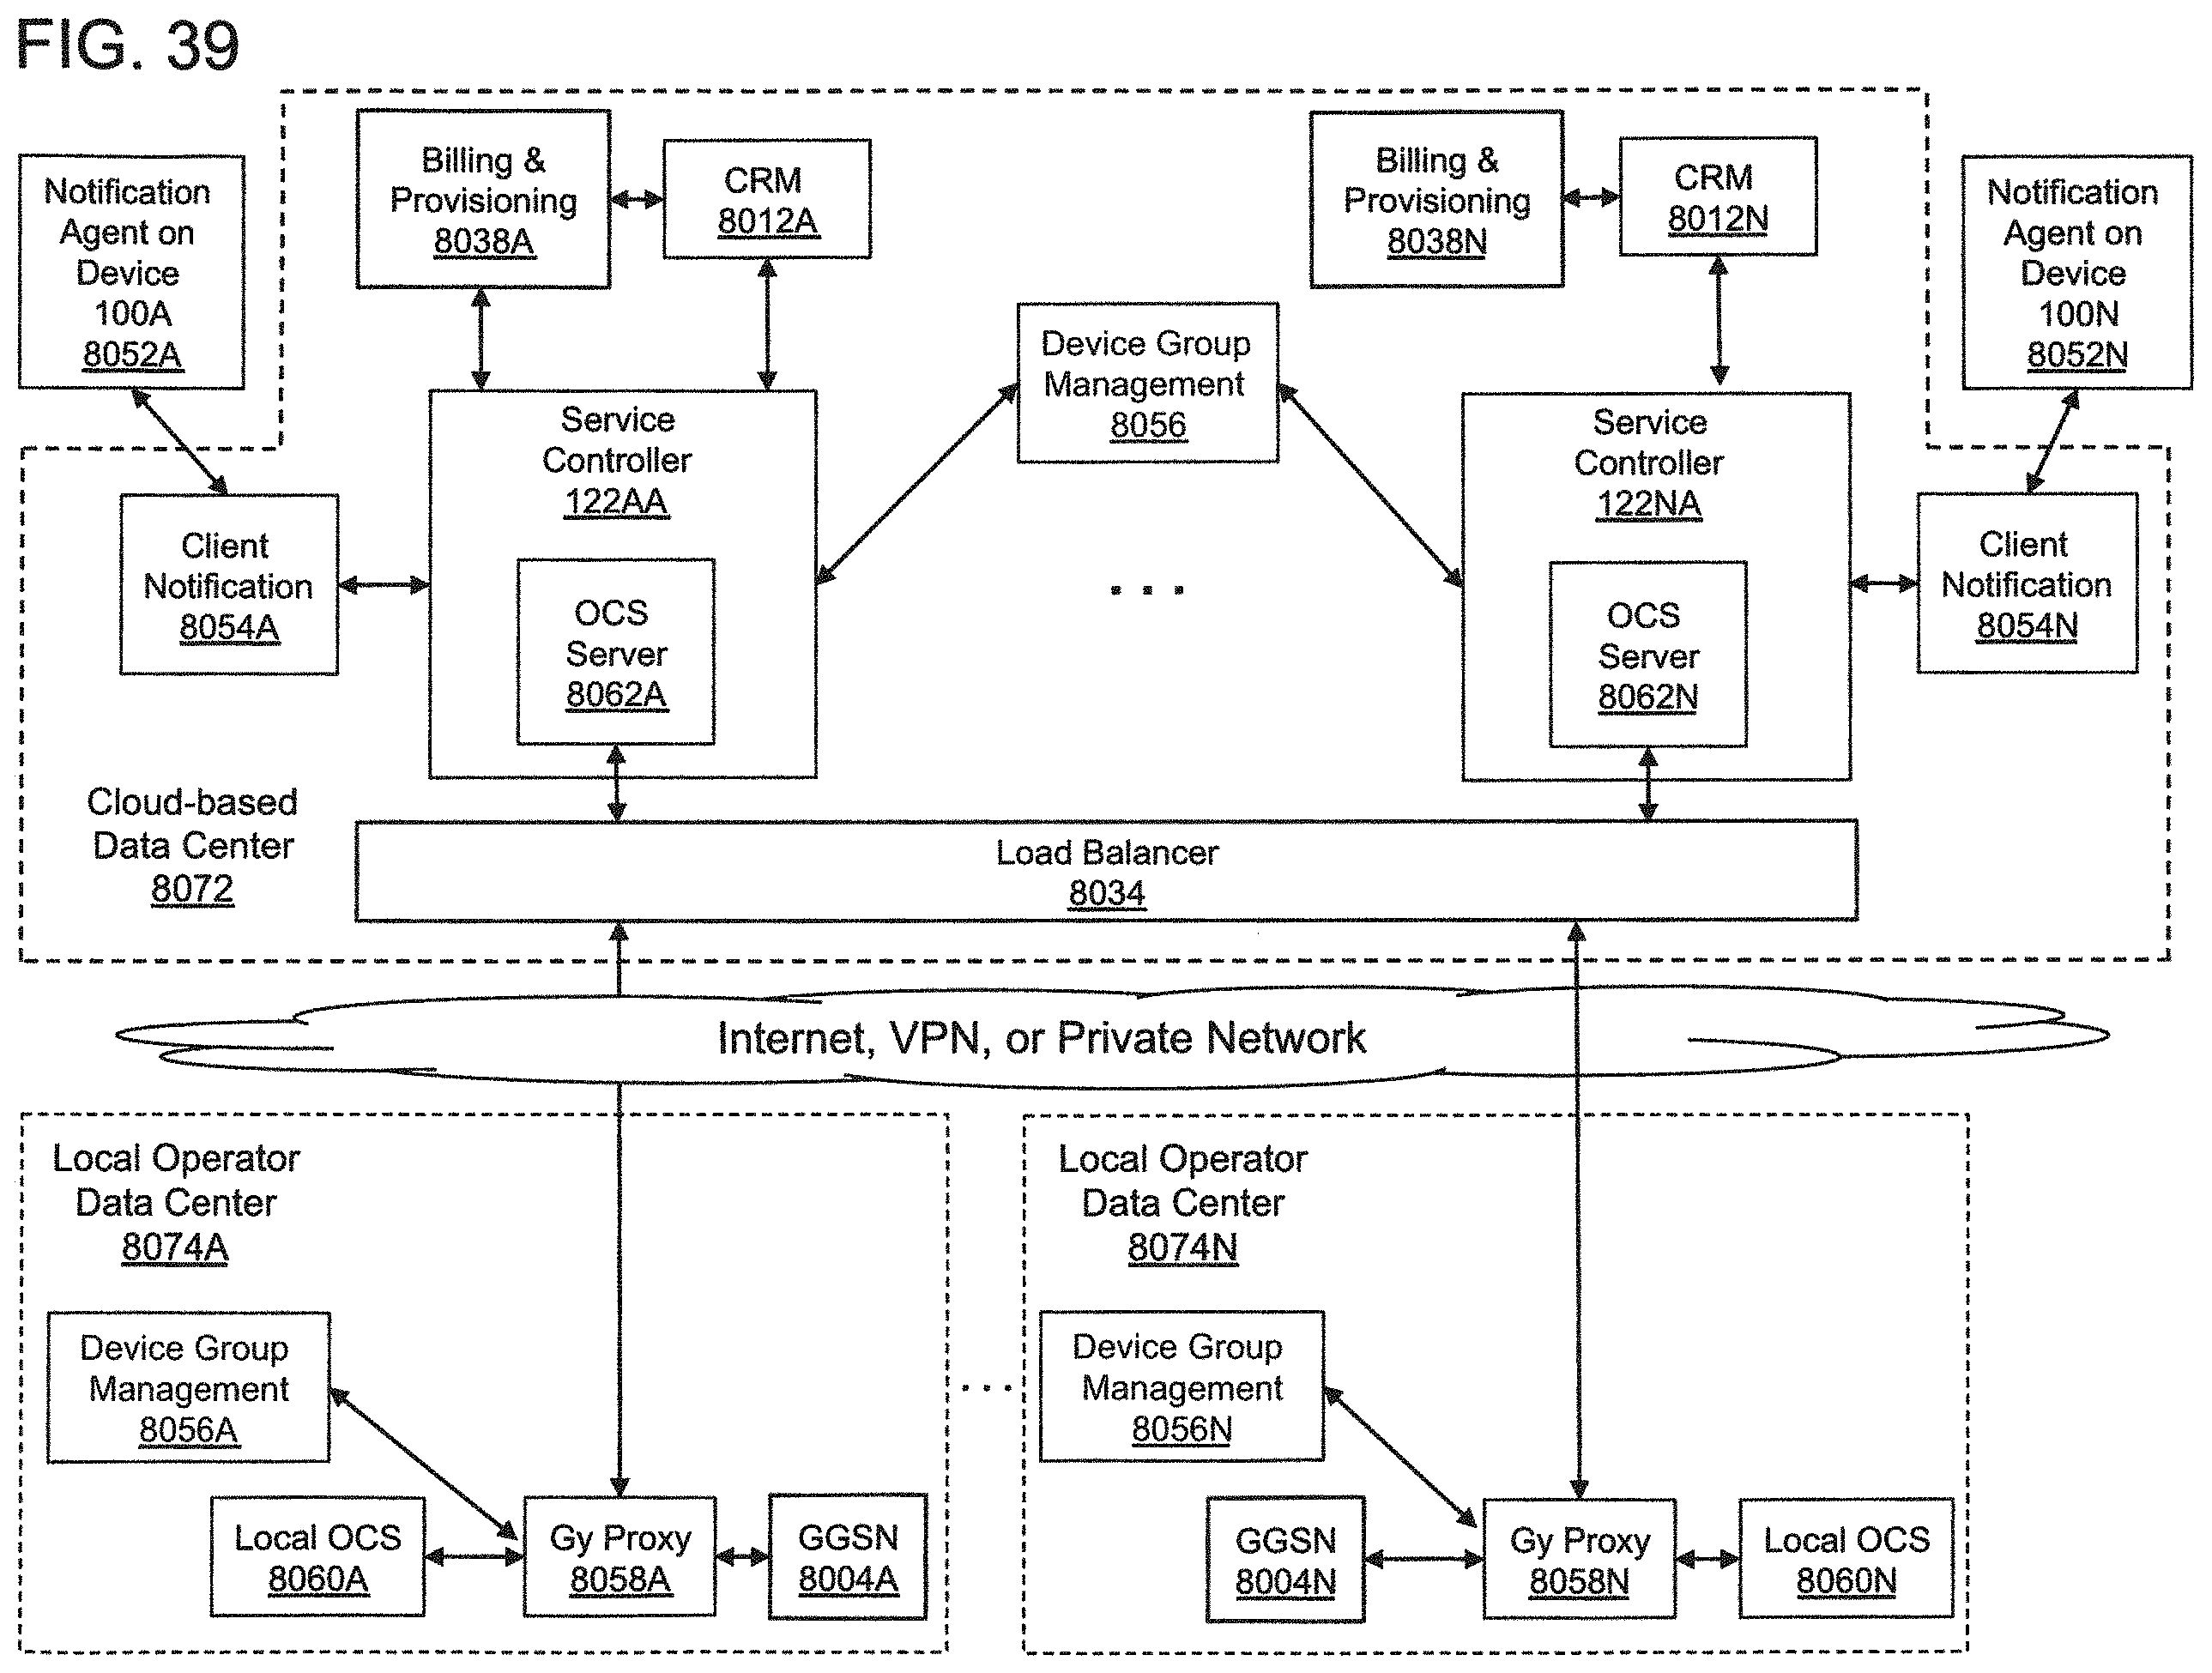 FIG. 39
Notification
Agent on
Device
100A
8052A
Billing &
Provisioning
8038A
CRM
8012A
Billing &
Provisioning
8038N
CRM
8012N
Notification
Agent on
Device
100N
8052N
Device Group
Management
8056
Service
Controller
122AA
Service
Controller
122NA
Client
Notification
8054A
OCS
Server
8062A
. . .
OCS
Server
8062N
Client
Notification
8054N
Cloud-based
Data Center
8072
Load Balancer
8034
Internet, VPN, or Private Network
Local Operator
Data Center
8074A
Device Group
Management
8056A
Local OCS
8060A
Gy Proxy
8058A
GGSN
8004A
. . .
Local Operator
Data Center
8074N
Device Group
Management
8056N
GGSN
8004N
Gy Proxy
8058N
Local OCS
8060N